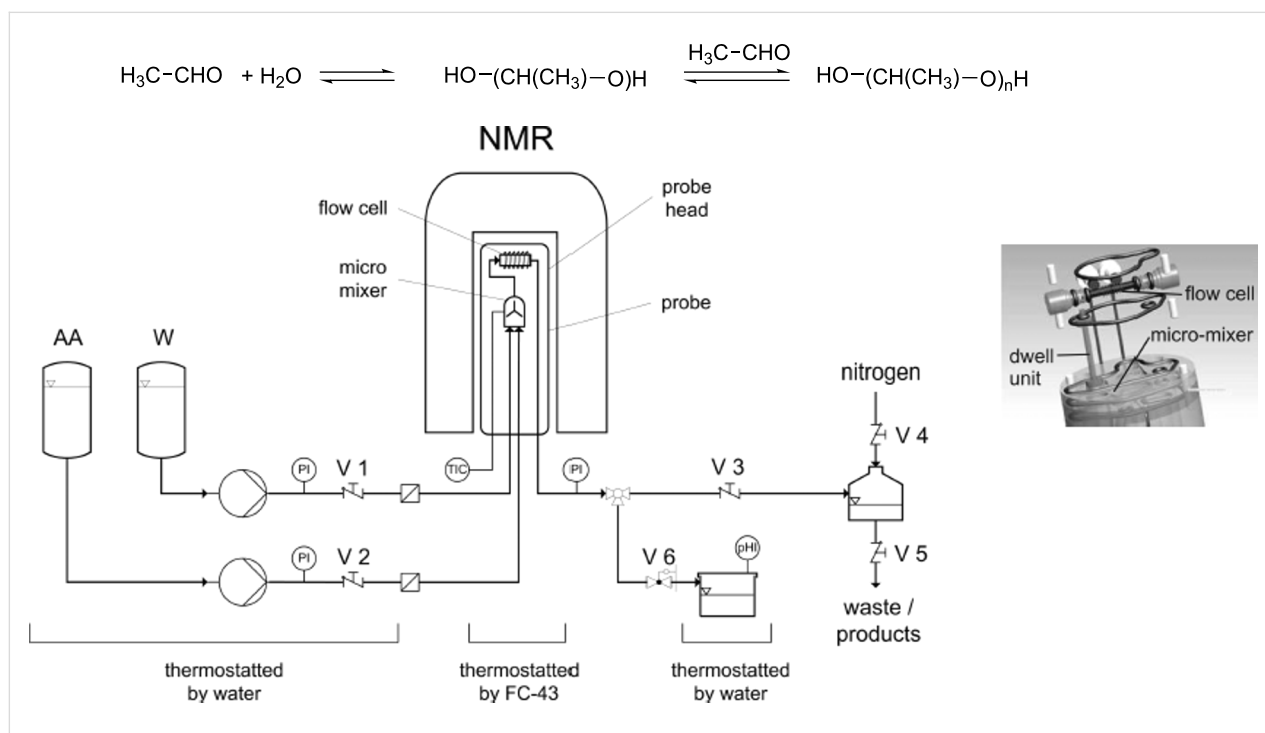 H₃C–CHO + H₂O ⇌ HO–(CH(CH₃)–O)H ⇌ HO–(CH(CH₃)–O)ₙH
H₃C–CHO
NMR
flow cell
probe
head
micro
mixer
probe
AA
W
PI
V 1
TIC
PI
V 3
PI
V 2
V 6
pHI
nitrogen
V 4
V 5
waste /
products
flow cell
micro-mixer
dwell
unit
thermostatted
by water
thermostatted
by FC-43
thermostatted
by water